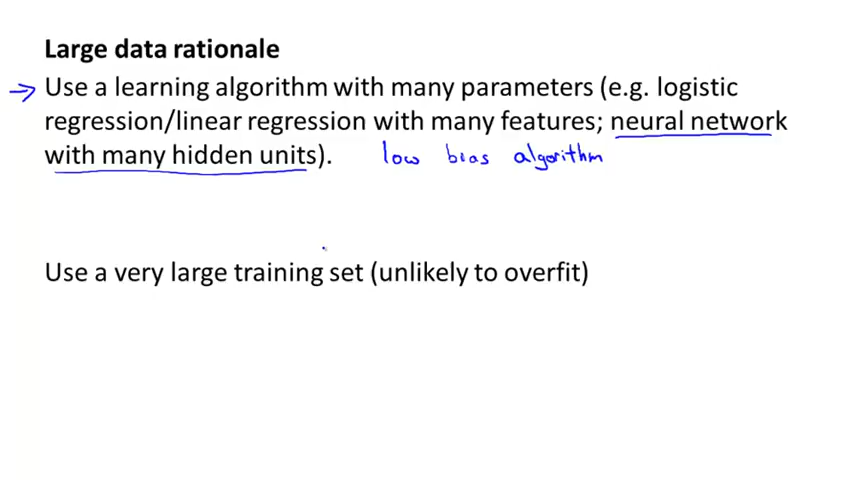 Large data rationale
Use a learning algorithm with many parameters (e.g. logistic
regression/linear regression with many features; neural network
with many hidden units). low bias algorithm
Use a very large training set (unlikely to overfit)